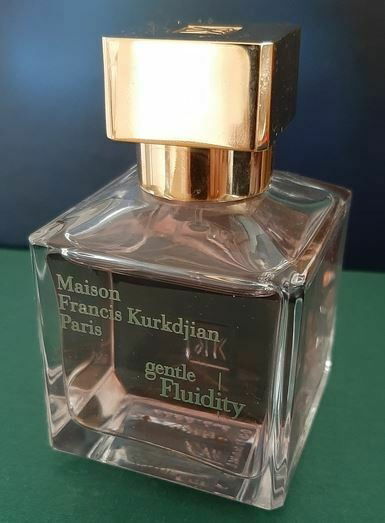 Maison
Francis Kurkdjian
Paris
gentle
Fluidity